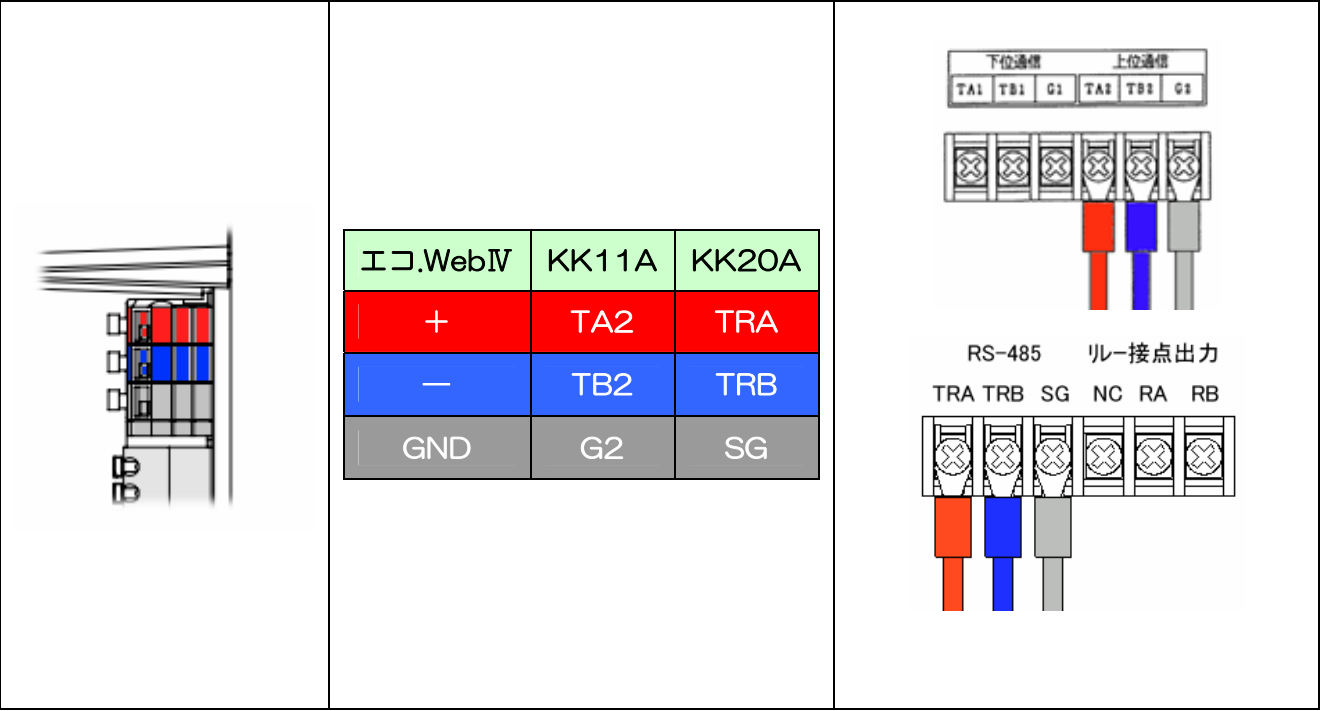 エコ.WebⅣ KK11A KK20A
＋ TA2 TRA
－ TB2 TRB
GND G2 SG
下位通信 上位通信
TA1 TB1 G1 TA2 TB2 G2
RS-485 リレー接点出力
TRA TRB SG NC RA RB